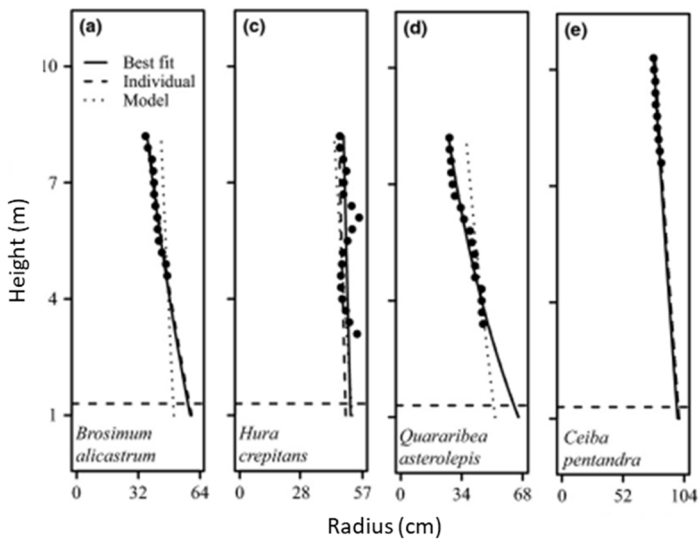 (a)
(c)
(d)
(e)
Best fit
Individual
Model
10
7
4
1
Height (m)
Brosimum
alicastrum
Hura
crepitans
Quararibea
asterolepis
Ceiba
pentandra
0 32 64
0 28 57
0 34 68
0 52 104
Radius (cm)